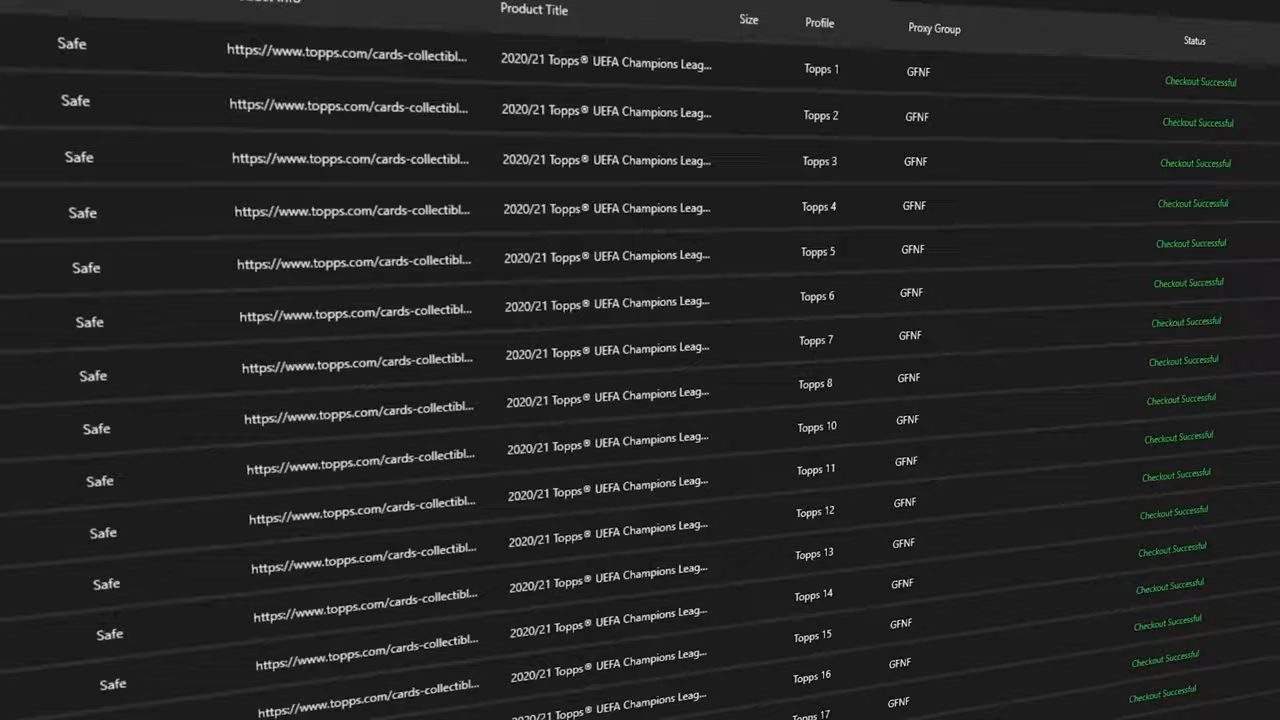 Product Title Size Profile Proxy Group Status
Safe https://www.topps.com/cards-collectibl... 2020/21 Topps® UEFA Champions Leag... Topps 1 GFNF Checkout Successful
Safe https://www.topps.com/cards-collectibl... 2020/21 Topps® UEFA Champions Leag... Topps 2 GFNF Checkout Successful
Safe https://www.topps.com/cards-collectibl... 2020/21 Topps® UEFA Champions Leag... Topps 3 GFNF Checkout Successful
Safe https://www.topps.com/cards-collectibl... 2020/21 Topps® UEFA Champions Leag... Topps 4 GFNF Checkout Successful
Safe https://www.topps.com/cards-collectibl... 2020/21 Topps® UEFA Champions Leag... Topps 5 GFNF Checkout Successful
Safe https://www.topps.com/cards-collectibl... 2020/21 Topps® UEFA Champions Leag... Topps 6 GFNF Checkout Successful
Safe https://www.topps.com/cards-collectibl... 2020/21 Topps® UEFA Champions Leag... Topps 7 GFNF Checkout Successful
Safe https://www.topps.com/cards-collectibl... 2020/21 Topps® UEFA Champions Leag... Topps 8 GFNF Checkout Successful
Safe https://www.topps.com/cards-collectibl... 2020/21 Topps® UEFA Champions Leag... Topps 10 GFNF Checkout Successful
Safe https://www.topps.com/cards-collectibl... 2020/21 Topps® UEFA Champions Leag... Topps 11 GFNF Checkout Successful
Safe https://www.topps.com/cards-collectibl... 2020/21 Topps® UEFA Champions Leag... Topps 12 GFNF Checkout Successful
Safe https://www.topps.com/cards-collectibl... 2020/21 Topps® UEFA Champions Leag... Topps 13 GFNF Checkout Successful
Safe https://www.topps.com/cards-collectibl... 2020/21 Topps® UEFA Champions Leag... Topps 14 GFNF Checkout Successful
https://www.topps.com/cards-collectibl... 2020/21 Topps® UEFA Champions Leag... Topps 15 GFNF Checkout Successful
2020/21 Topps® UEFA Champions Leag... Topps 16 GFNF Checkout Successful
Topps 17 GFNF Checkout Successful
Checkout Successful